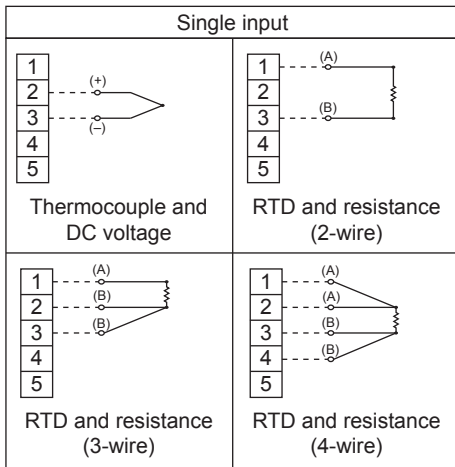 Single input
1
2
3
4
5
(+)
(–)
Thermocouple and
DC voltage
1
2
3
4
5
(A)
(B)
RTD and resistance
(2-wire)
1
2
3
4
5
(A)
(B)
(B)
RTD and resistance
(3-wire)
1
2
3
4
5
(A)
(A)
(B)
(B)
RTD and resistance
(4-wire)